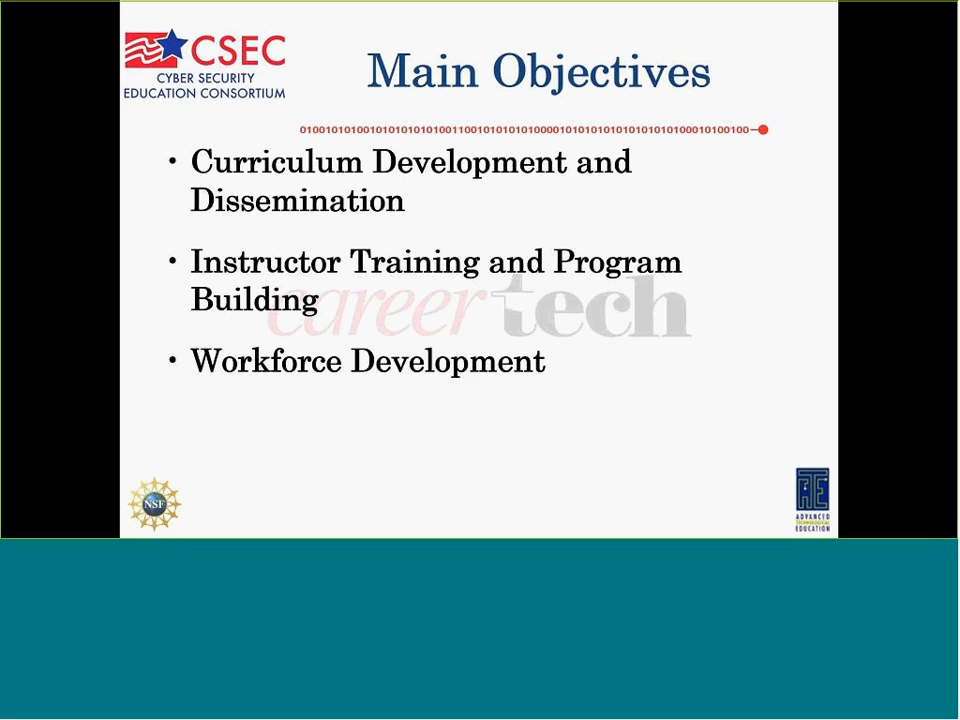 CSEC
CYBER SECURITY
EDUCATION CONSORTIUM
Main Objectives
0100101010010101010101010011001010101010100001010101010101010101010100010100100
• Curriculum Development and
Dissemination
• Instructor Training and Program
Building
careertech
• Workforce Development
NSF
ATE
ADVANCED
TECHNOLOGICAL
EDUCATION